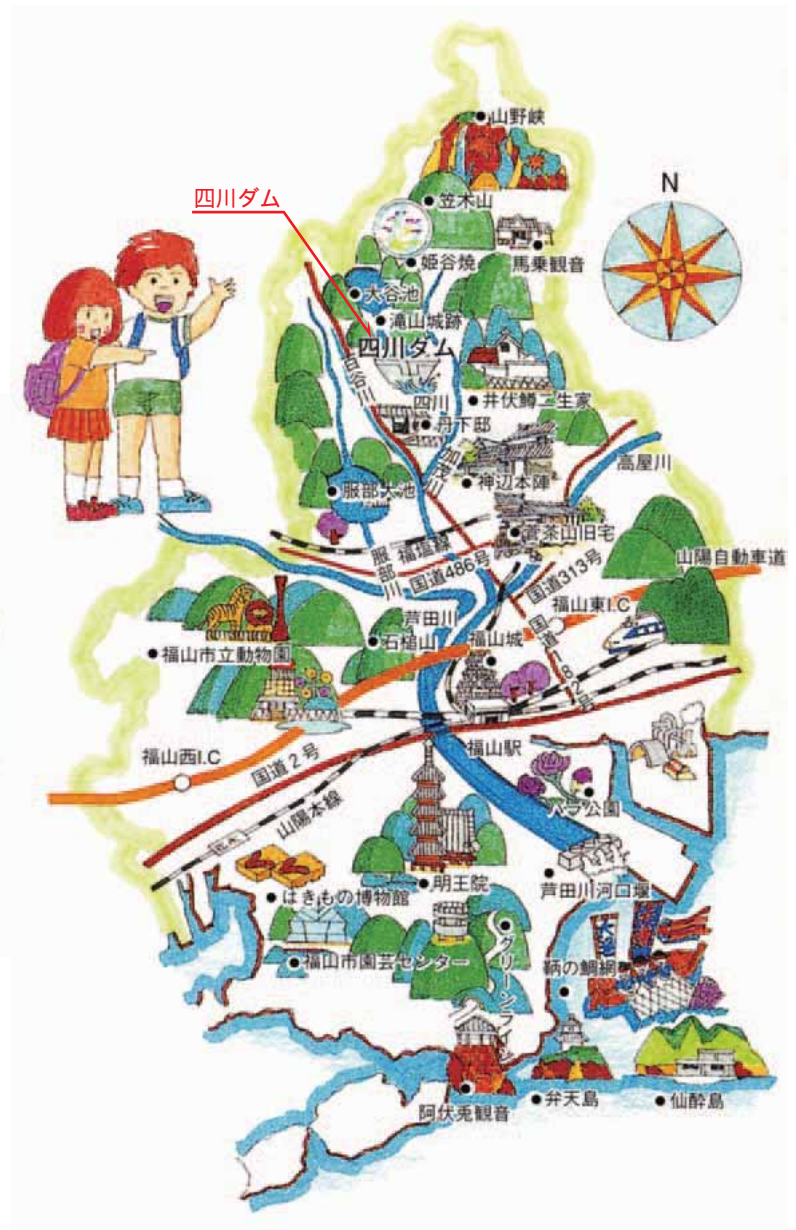 山野峡
四川ダム
笠木山
N
姫谷焼
馬乗観音
大谷池
滝山城跡
四川ダム
百谷川
四川
井伏鱒二生家
丹下邸
加茂川
高屋川
神辺本陣
服部大池
菅茶山旧宅
服部川
福塩線
国道486号
国道313号
山陽自動車道
芦田川
福山東I.C
石槌山
福山城
国道182号
福山市立動物園
福山駅
福山西I.C
国道2号
バラ公園
山陽本線
明王院
芦田川河口堰
はきもの博物館
グリーンライン
福山市園芸センター
鞆の鯛網
阿伏兎観音
弁天島
仙酔島